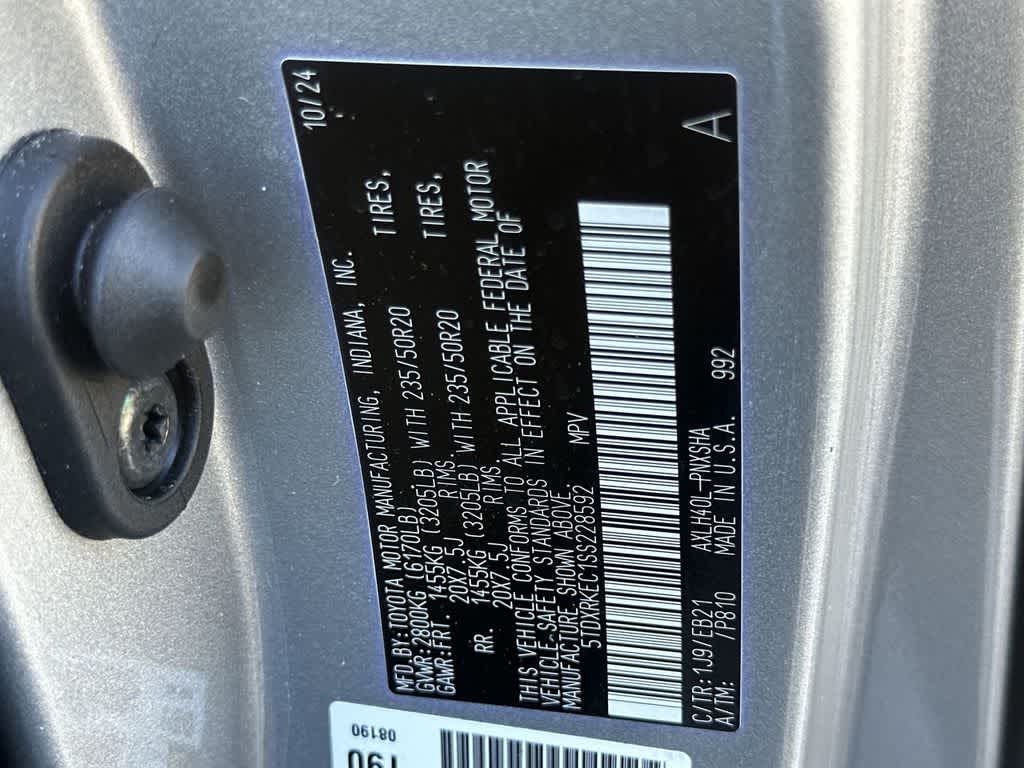 MFD BY:TOYOTA MOTOR MANUFACTURING, INDIANA, INC. 10/24
GVWR:2800KG (6170LB)
GAWR:FRT. 1455KG (3205LB) WITH 235/50R20 TIRES,
20X7.5J RIMS,
RR. 1455KG (3205LB) WITH 235/50R20 TIRES,
20X7.5J RIMS
THIS VEHICLE CONFORMS TO ALL APPLICABLE FEDERAL MOTOR
VEHICLE-SAFETY STANDARDS IN EFFECT ON THE DATE OF
MANUFACTURE SHOWN ABOVE.
5TDXRKEC1SS228592 MPV
C/TR:1J9/EB21 AXLH40L-PNXSHA
A/TM: /P810 MADE IN U.S.A. 992 A
08190
190